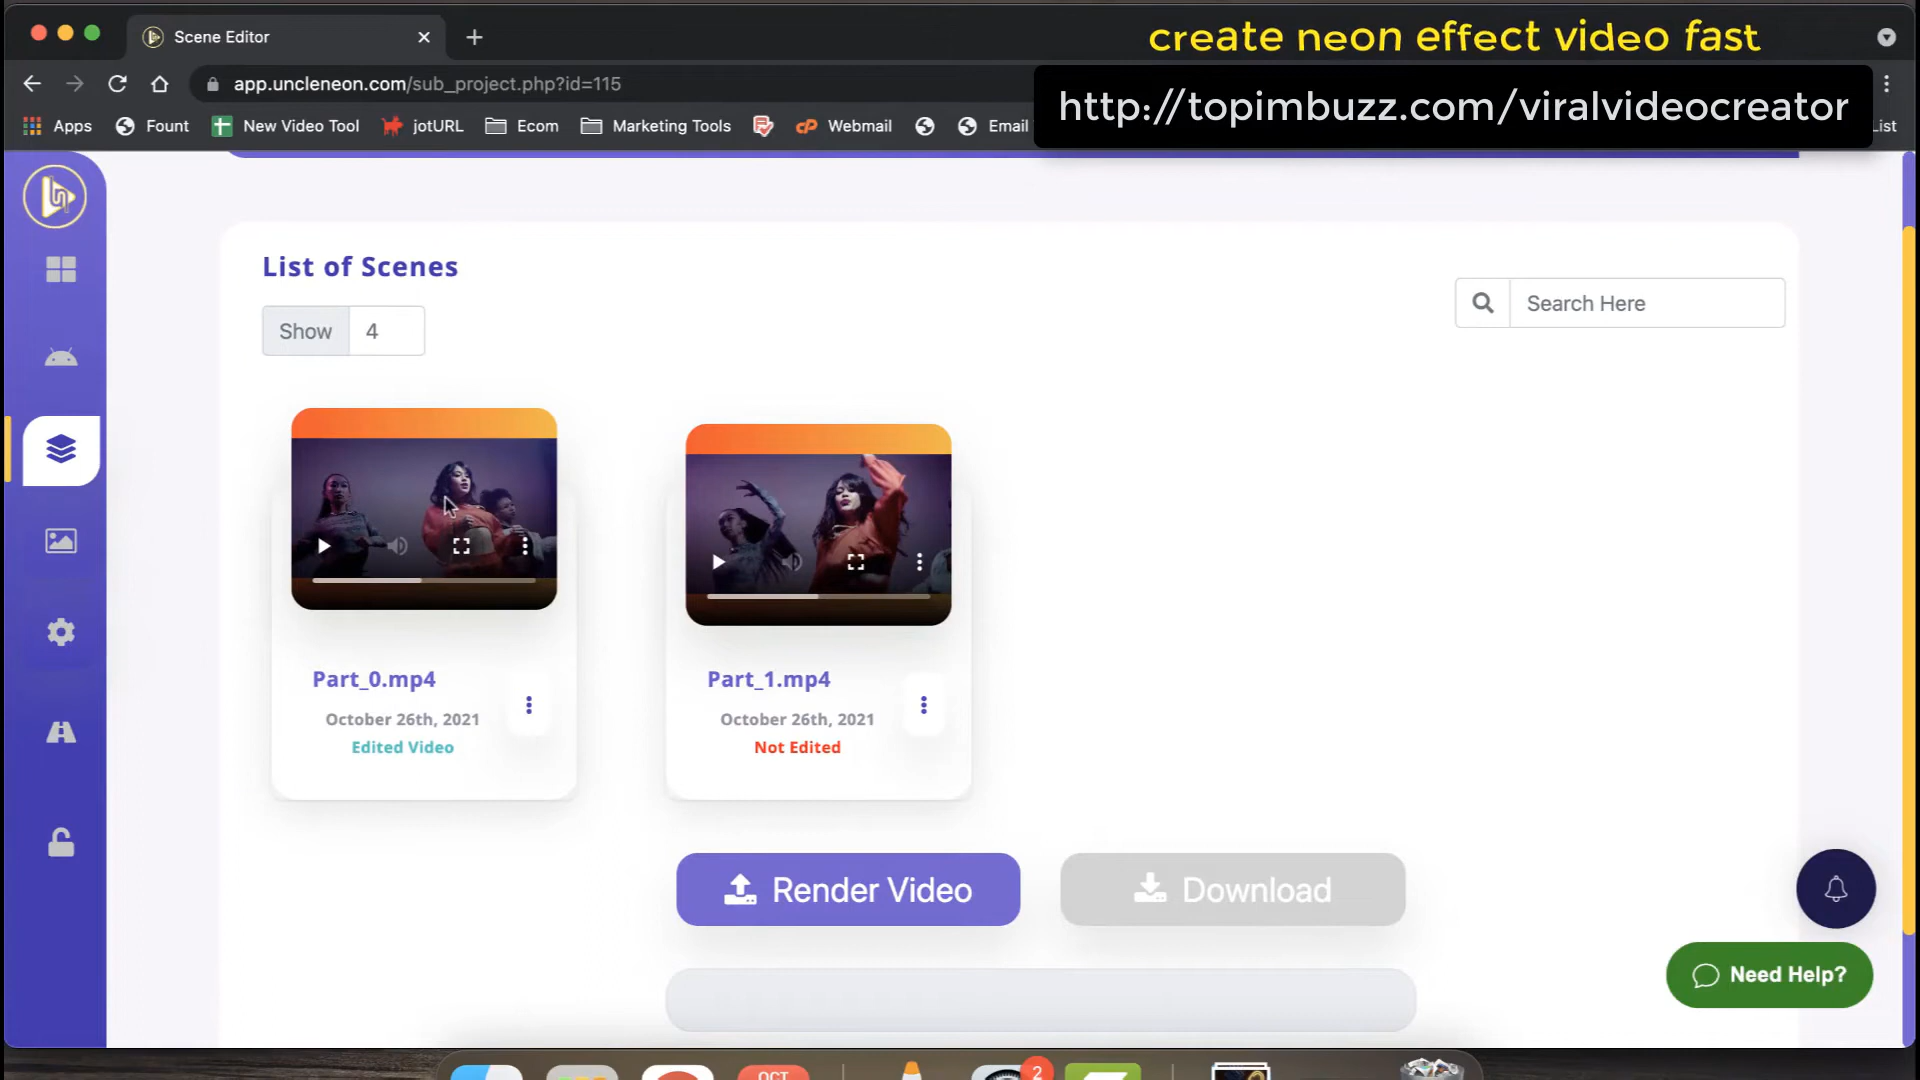 create neon effect video fast
Scene Editor
app.uncleneon.com/sub_project.php?id=115
http://topimbuzz.com/viralvideocreator
Apps Fount New Video Tool jotURL Ecom Marketing Tools Webmail Email List
List of Scenes
Show 4
Search Here
Part_0.mp4
October 26th, 2021
Edited Video
Part_1.mp4
October 26th, 2021
Not Edited
Render Video
Download
Need Help?
OCT
2